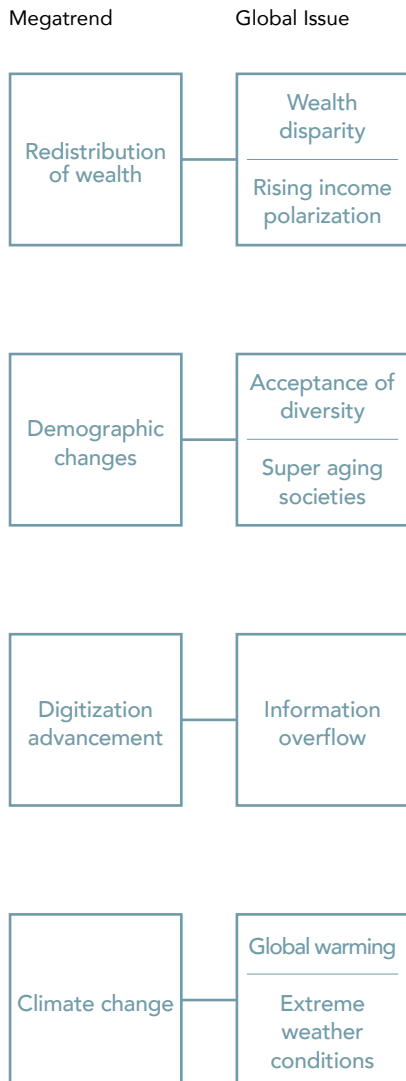 Megatrend
Global Issue
Redistribution
of wealth
Wealth
disparity
Rising income
polarization
Demographic
changes
Acceptance of
diversity
Super aging
societies
Digitization
advancement
Information
overflow
Climate change
Global warming
Extreme
weather
conditions